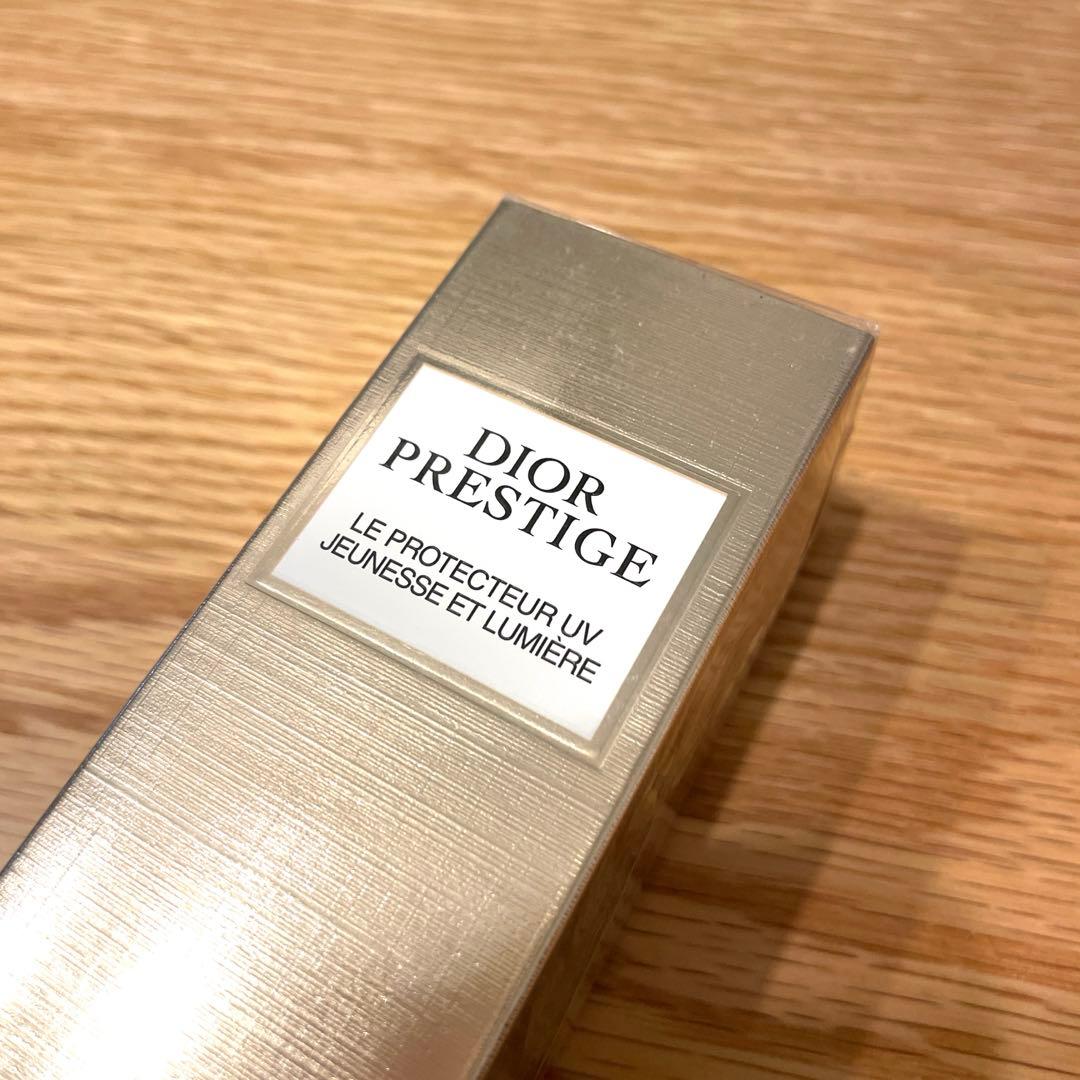 DIOR
PRESTIGE
LE PROTECTEUR UV
JEUNESSE ET LUMIÈRE